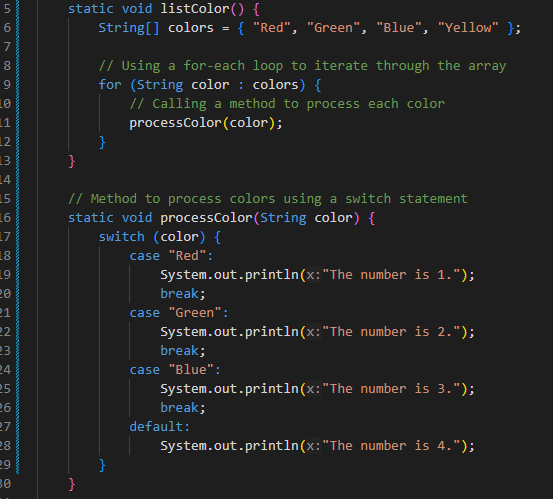 5 static void listColor() {
6 String[] colors = { "Red", "Green", "Blue", "Yellow" };
7
8 // Using a for-each loop to iterate through the array
9 for (String color : colors) {
10 // Calling a method to process each color
11 processColor(color);
12 }
13 }
14
15 // Method to process colors using a switch statement
16 static void processColor(String color) {
17 switch (color) {
18 case "Red":
19 System.out.println(x:"The number is 1.");
20 break;
21 case "Green":
22 System.out.println(x:"The number is 2.");
23 break;
24 case "Blue":
25 System.out.println(x:"The number is 3.");
26 break;
27 default:
28 System.out.println(x:"The number is 4.");
29 }
30 }